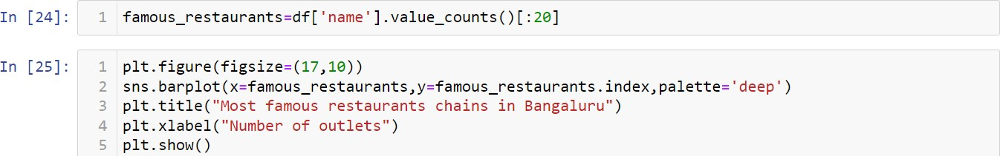 In [24]: 1 famous_restaurants=df['name'].value_counts()[:20]
In [25]: 1 plt.figure(figsize=(17,10))
2 sns.barplot(x=famous_restaurants,y=famous_restaurants.index,palette='deep')
3 plt.title("Most famous restaurants chains in Bangaluru")
4 plt.xlabel("Number of outlets")
5 plt.show()